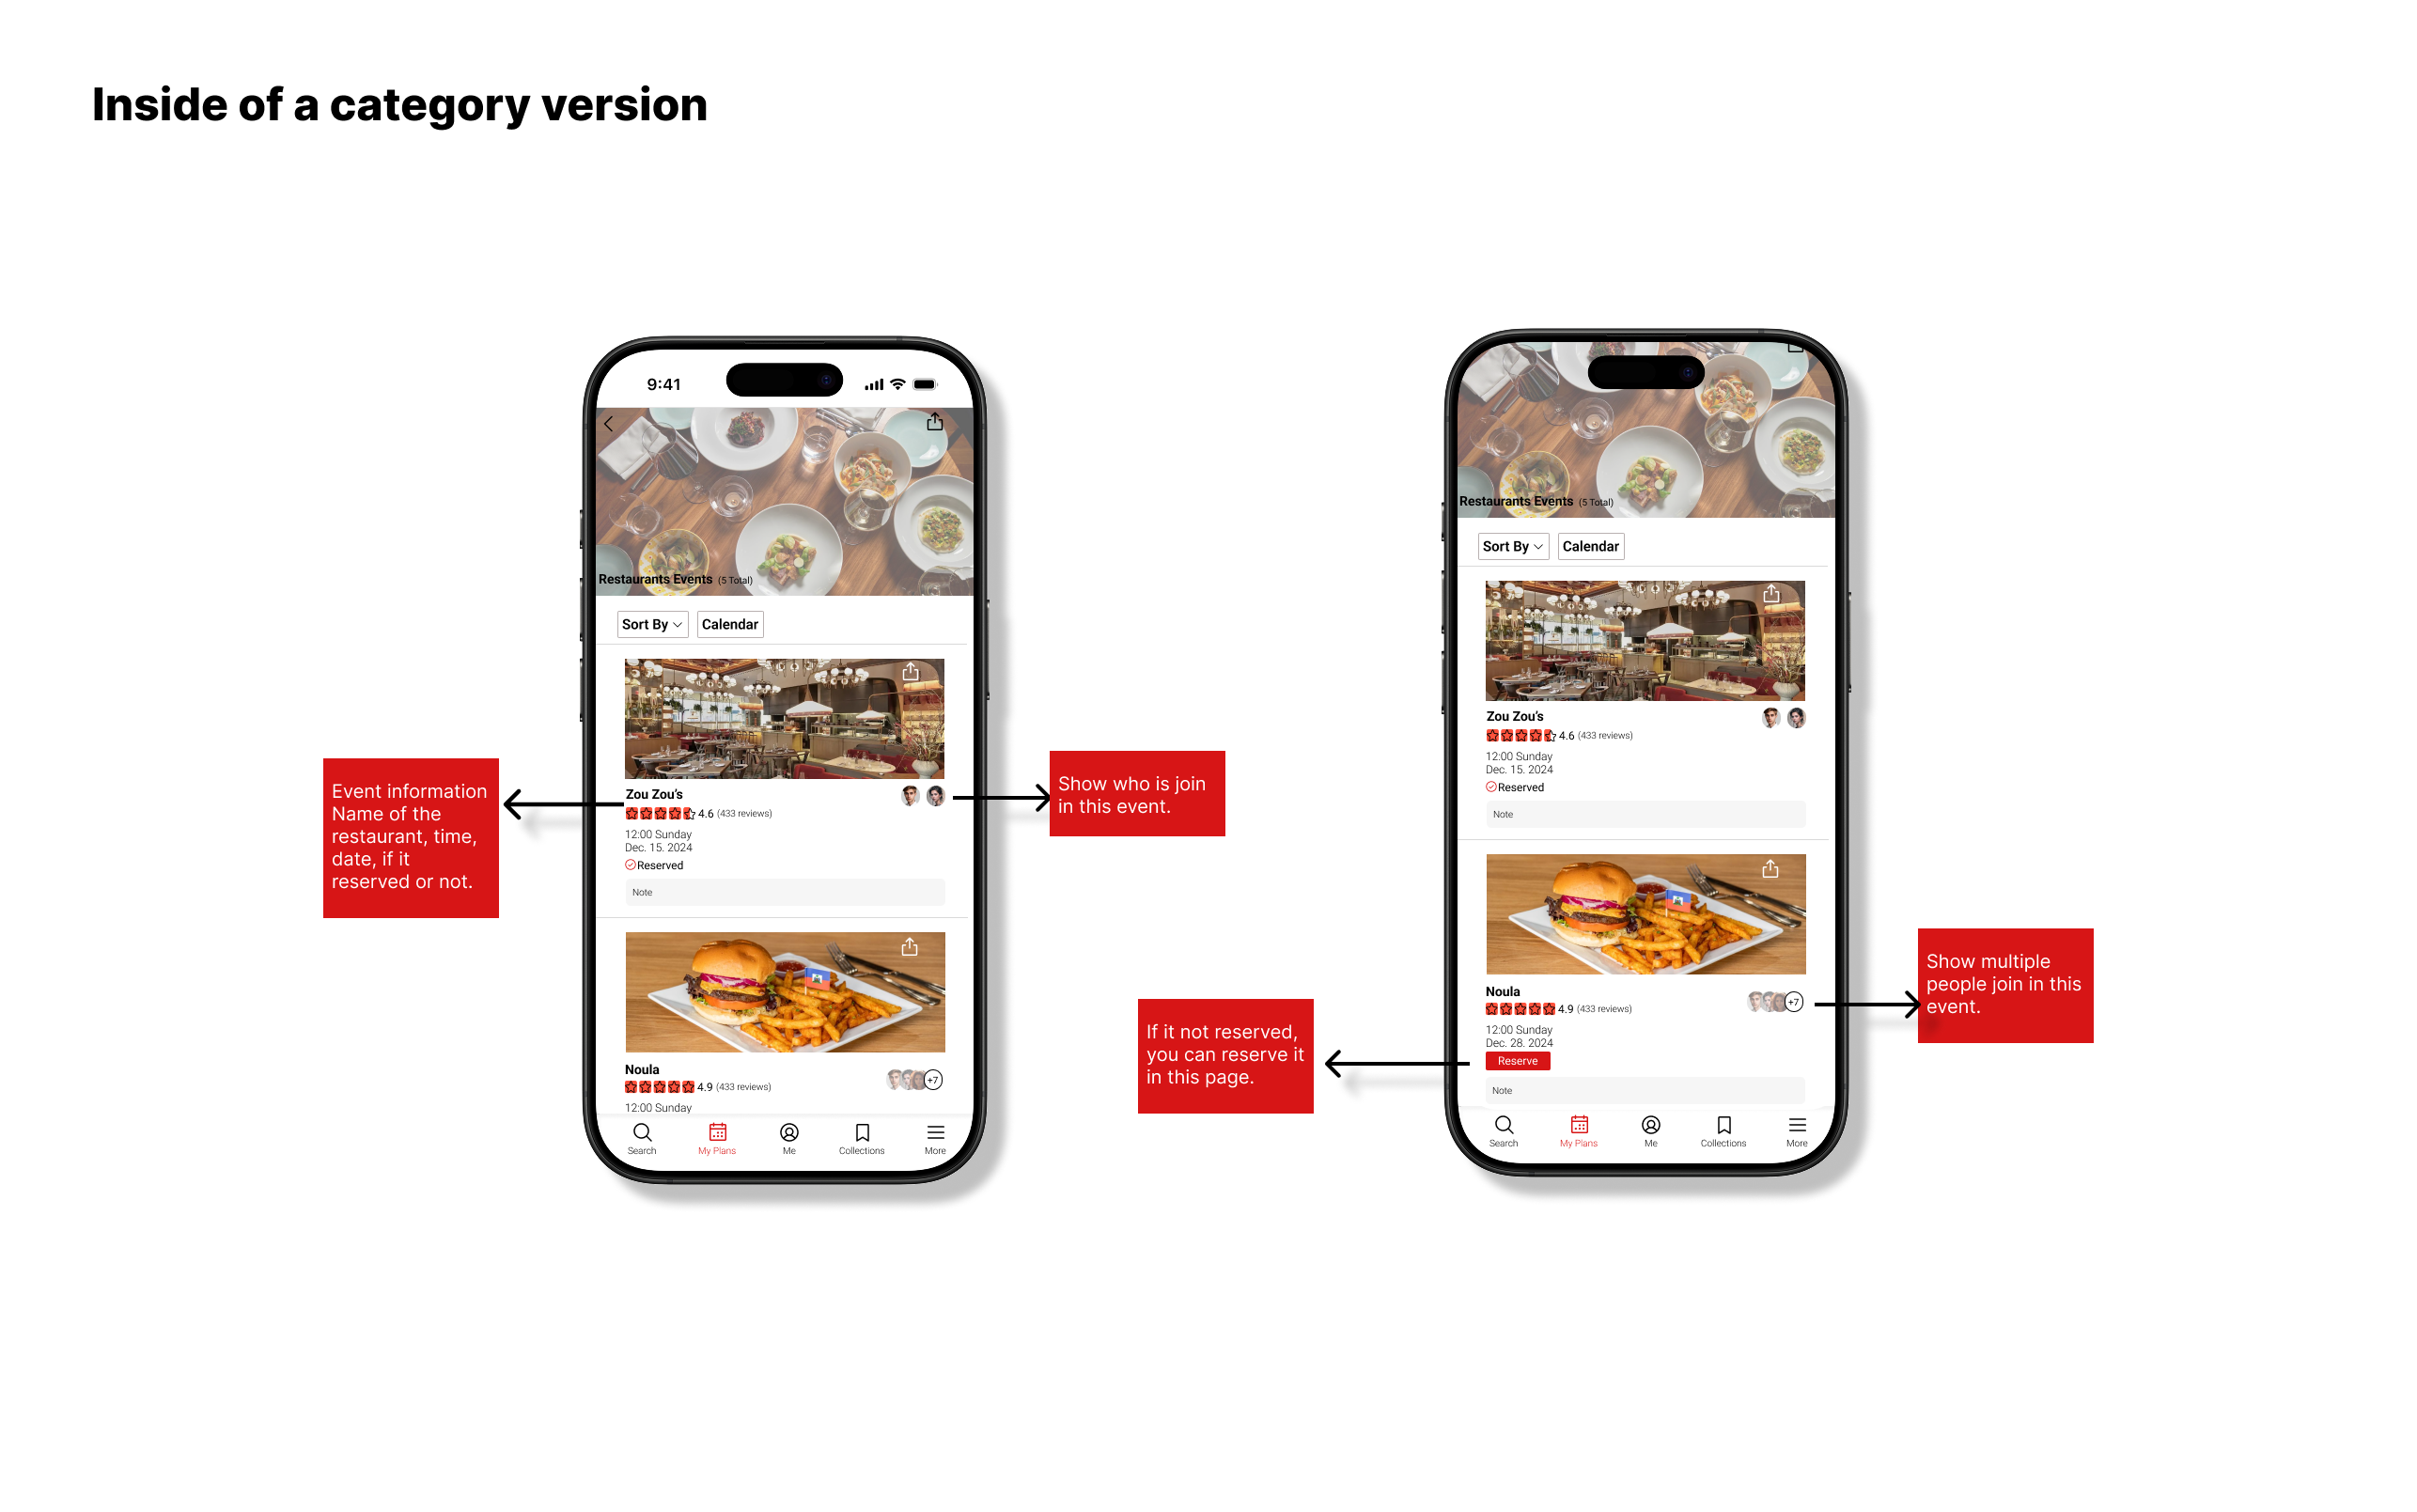 Inside of a category version
9:41
Restaurants Events (5 Total)
Sort By
Calendar
Zou Zou's
4.6 (433 reviews)
12:00 Sunday
Dec. 15. 2024
Reserved
Note
Noula
4.9 (433 reviews)
+7
12:00 Sunday
Search
My Plans
Me
Collections
More
Event information
Name of the
restaurant, time,
date, if it
reserved or not.
Show who is join
in this event.
Restaurants Events (5 Total)
Sort By
Calendar
Zou Zou's
4.6 (433 reviews)
12:00 Sunday
Dec. 15. 2024
Reserved
Note
Noula
4.9 (433 reviews)
+7
12:00 Sunday
Dec. 28. 2024
Reserve
Note
Search
My Plans
Me
Collections
More
If it not reserved,
you can reserve it
in this page.
Show multiple
people join in this
event.